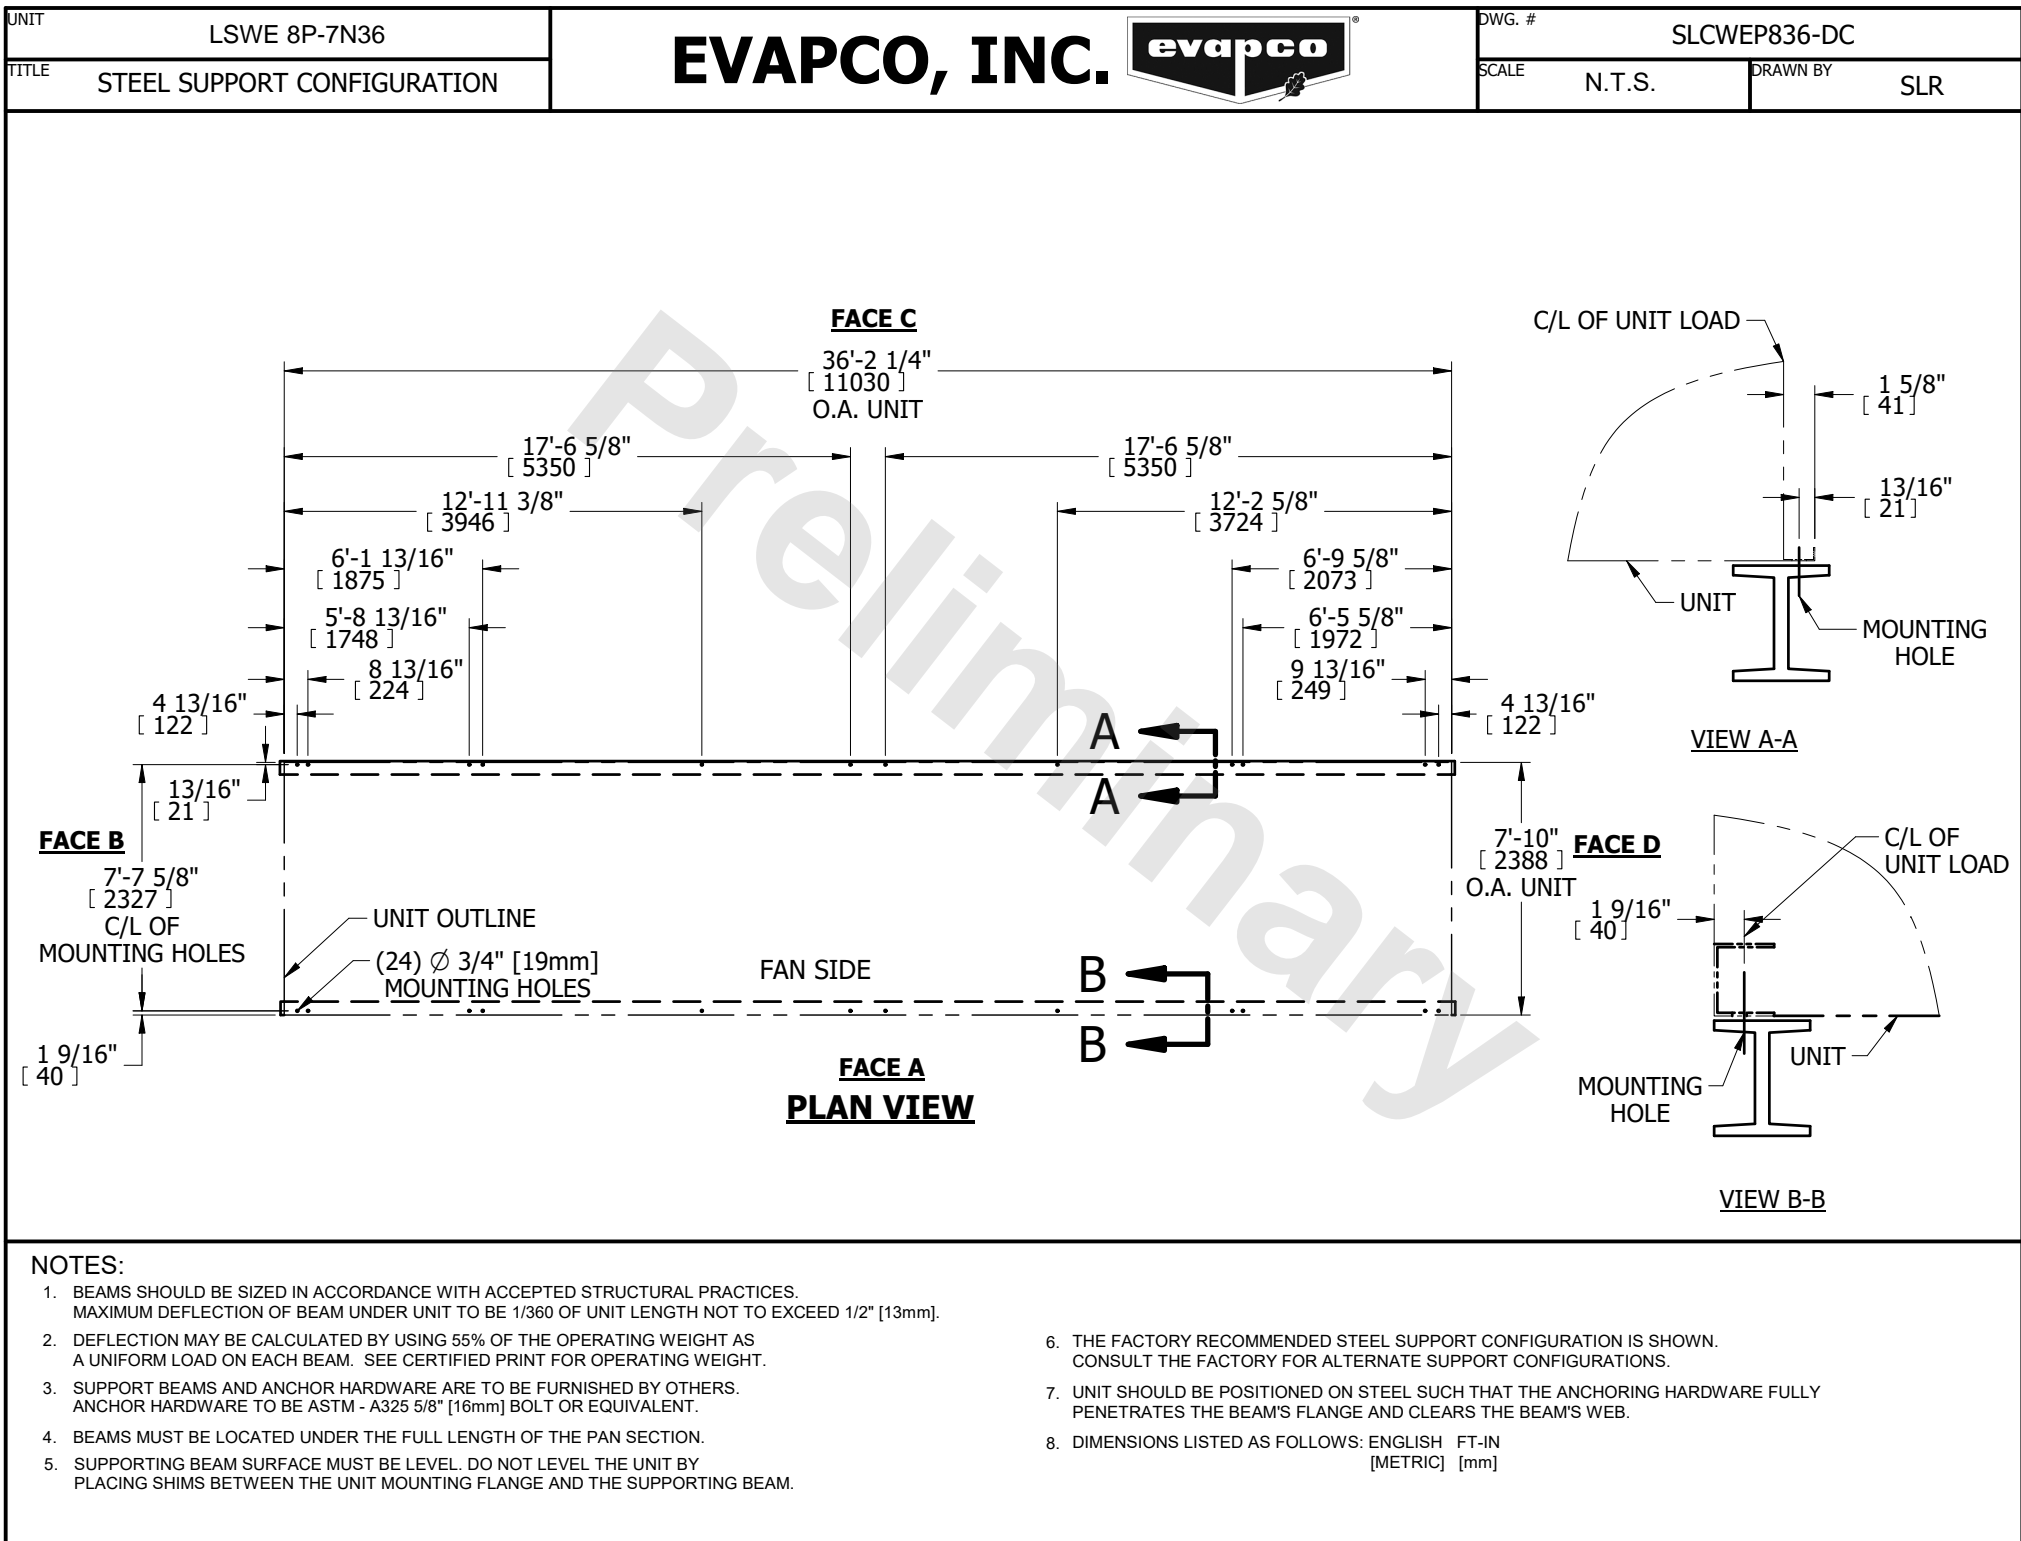 UNIT
LSWE 8P-7N36
TITLE
STEEL SUPPORT CONFIGURATION
EVAPCO, INC.
evapco
®
DWG. #
SLCWEP836-DC
SCALE
N.T.S.
DRAWN BY
SLR
Preliminary
FACE C
36'-2 1/4"
[ 11030 ]
O.A. UNIT
17'-6 5/8"
[ 5350 ]
17'-6 5/8"
[ 5350 ]
12'-11 3/8"
[ 3946 ]
12'-2 5/8"
[ 3724 ]
6'-1 13/16"
[ 1875 ]
6'-9 5/8"
[ 2073 ]
5'-8 13/16"
[ 1748 ]
6'-5 5/8"
[ 1972 ]
8 13/16"
[ 224 ]
9 13/16"
[ 249 ]
4 13/16"
[ 122 ]
4 13/16"
[ 122 ]
A
A
13/16"
[ 21 ]
FACE B
7'-7 5/8"
[ 2327 ]
C/L OF
MOUNTING HOLES
7'-10"
[ 2388 ]
O.A. UNIT
FACE D
UNIT OUTLINE
(24) Ø 3/4" [19mm]
MOUNTING HOLES
FAN SIDE
B
B
1 9/16"
[ 40 ]
FACE A
PLAN VIEW
C/L OF UNIT LOAD
1 5/8"
[ 41 ]
13/16"
[ 21 ]
UNIT
MOUNTING
HOLE
VIEW A-A
C/L OF
UNIT LOAD
1 9/16"
[ 40 ]
UNIT
MOUNTING
HOLE
VIEW B-B
NOTES:
1. BEAMS SHOULD BE SIZED IN ACCORDANCE WITH ACCEPTED STRUCTURAL PRACTICES.
MAXIMUM DEFLECTION OF BEAM UNDER UNIT TO BE 1/360 OF UNIT LENGTH NOT TO EXCEED 1/2" [13mm].
2. DEFLECTION MAY BE CALCULATED BY USING 55% OF THE OPERATING WEIGHT AS
A UNIFORM LOAD ON EACH BEAM. SEE CERTIFIED PRINT FOR OPERATING WEIGHT.
3. SUPPORT BEAMS AND ANCHOR HARDWARE ARE TO BE FURNISHED BY OTHERS.
ANCHOR HARDWARE TO BE ASTM - A325 5/8" [16mm] BOLT OR EQUIVALENT.
4. BEAMS MUST BE LOCATED UNDER THE FULL LENGTH OF THE PAN SECTION.
5. SUPPORTING BEAM SURFACE MUST BE LEVEL. DO NOT LEVEL THE UNIT BY
PLACING SHIMS BETWEEN THE UNIT MOUNTING FLANGE AND THE SUPPORTING BEAM.
6. THE FACTORY RECOMMENDED STEEL SUPPORT CONFIGURATION IS SHOWN.
CONSULT THE FACTORY FOR ALTERNATE SUPPORT CONFIGURATIONS.
7. UNIT SHOULD BE POSITIONED ON STEEL SUCH THAT THE ANCHORING HARDWARE FULLY
PENETRATES THE BEAM'S FLANGE AND CLEARS THE BEAM'S WEB.
8. DIMENSIONS LISTED AS FOLLOWS: ENGLISH FT-IN
[METRIC] [mm]